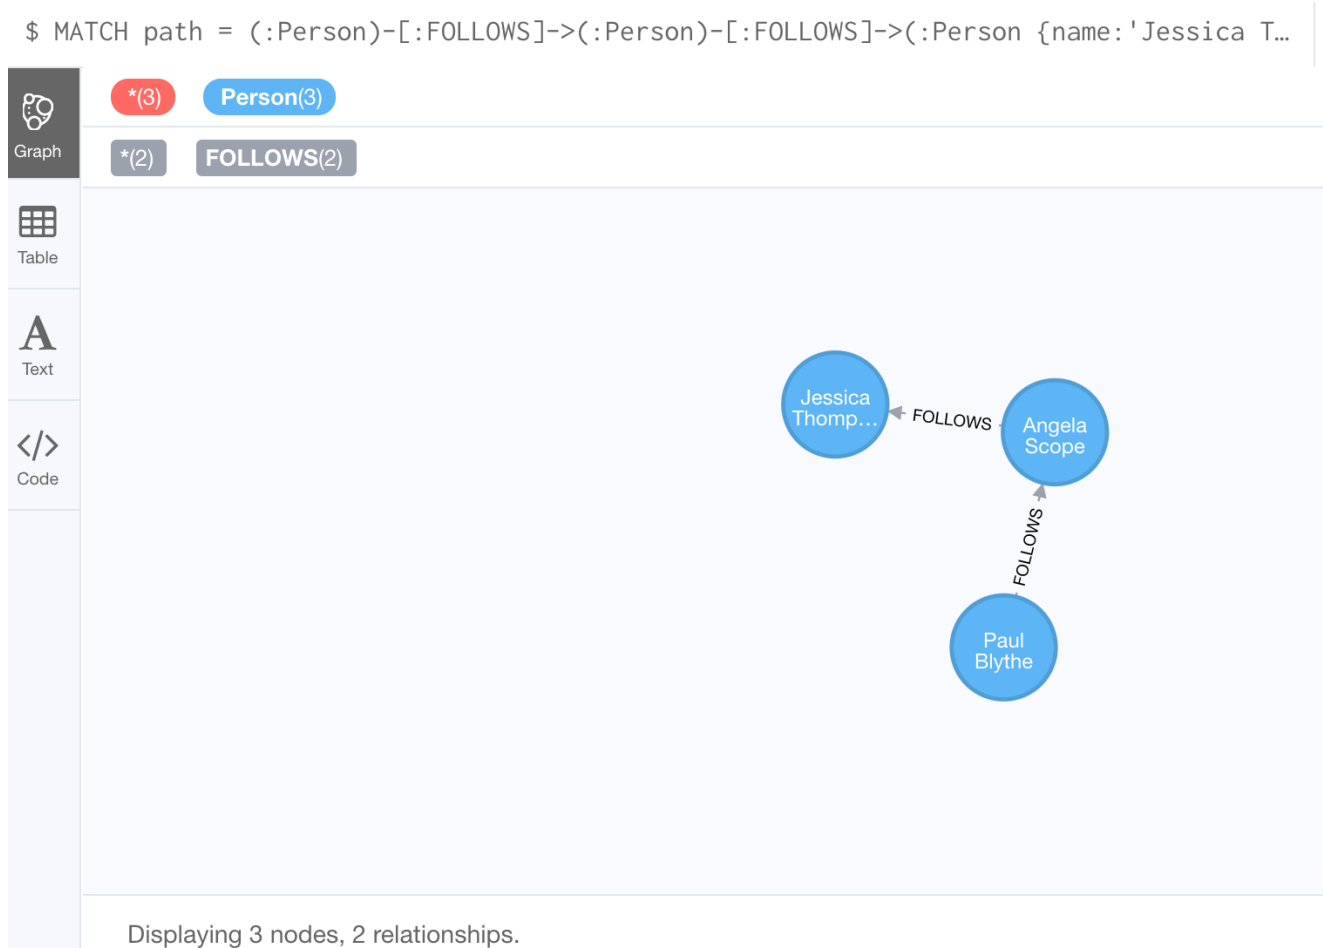 $ MATCH path = (:Person)-[:FOLLOWS]->(:Person)-[:FOLLOWS]->(:Person {name:'Jessica T…
*(3) Person(3)
Graph
*(2) FOLLOWS(2)
Table
Text
Code
Jessica
Thomp…
FOLLOWS
Angela
Scope
FOLLOWS
Paul
Blythe
Displaying 3 nodes, 2 relationships.